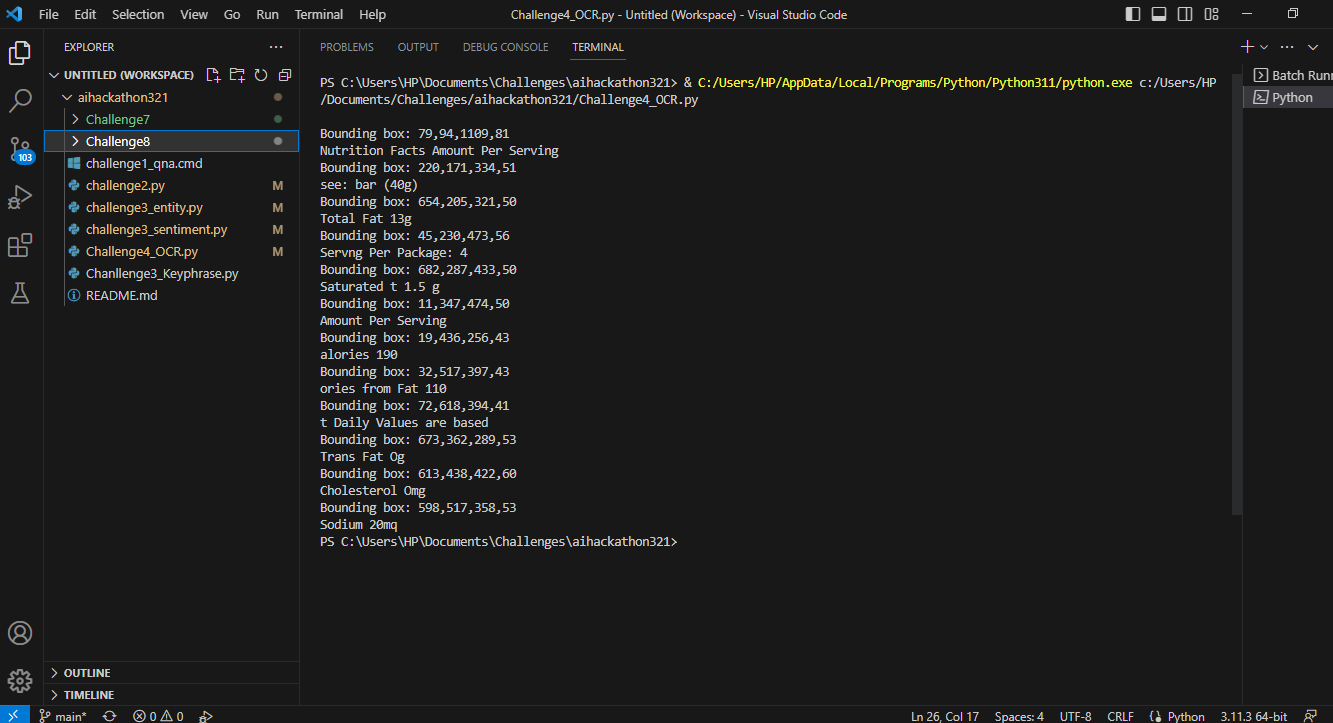 File Edit Selection View Go Run Terminal Help
Challenge4_OCR.py - Untitled (Workspace) - Visual Studio Code
EXPLORER
UNTITLED (WORKSPACE)
aihackathon321
Challenge7
Challenge8
challenge1_qna.cmd
challenge2.py M
challenge3_entity.py M
challenge3_sentiment.py M
Challenge4_OCR.py M
Chanllenge3_Keyphrase.py
README.md
103
OUTLINE
TIMELINE
PROBLEMS OUTPUT DEBUG CONSOLE TERMINAL
PS C:\Users\HP\Documents\Challenges\aihackathon321> & C:/Users/HP/AppData/Local/Programs/Python/Python311/python.exe c:/Users/HP
/Documents/Challenges/aihackathon321/Challenge4_OCR.py
Bounding box: 79,94,1109,81
Nutrition Facts Amount Per Serving
Bounding box: 220,171,334,51
see: bar (40g)
Bounding box: 654,205,321,50
Total Fat 13g
Bounding box: 45,230,473,56
Servng Per Package: 4
Bounding box: 682,287,433,50
Saturated t 1.5 g
Bounding box: 11,347,474,50
Amount Per Serving
Bounding box: 19,436,256,43
alories 190
Bounding box: 32,517,397,43
ories from Fat 110
Bounding box: 72,618,394,41
t Daily Values are based
Bounding box: 673,362,289,53
Trans Fat Og
Bounding box: 613,438,422,60
Cholesterol Omg
Bounding box: 598,517,358,53
Sodium 20mq
PS C:\Users\HP\Documents\Challenges\aihackathon321>
Batch Runn
Python
main* 0 0
Ln 26, Col 17 Spaces: 4 UTF-8 CRLF Python 3.11.3 64-bit